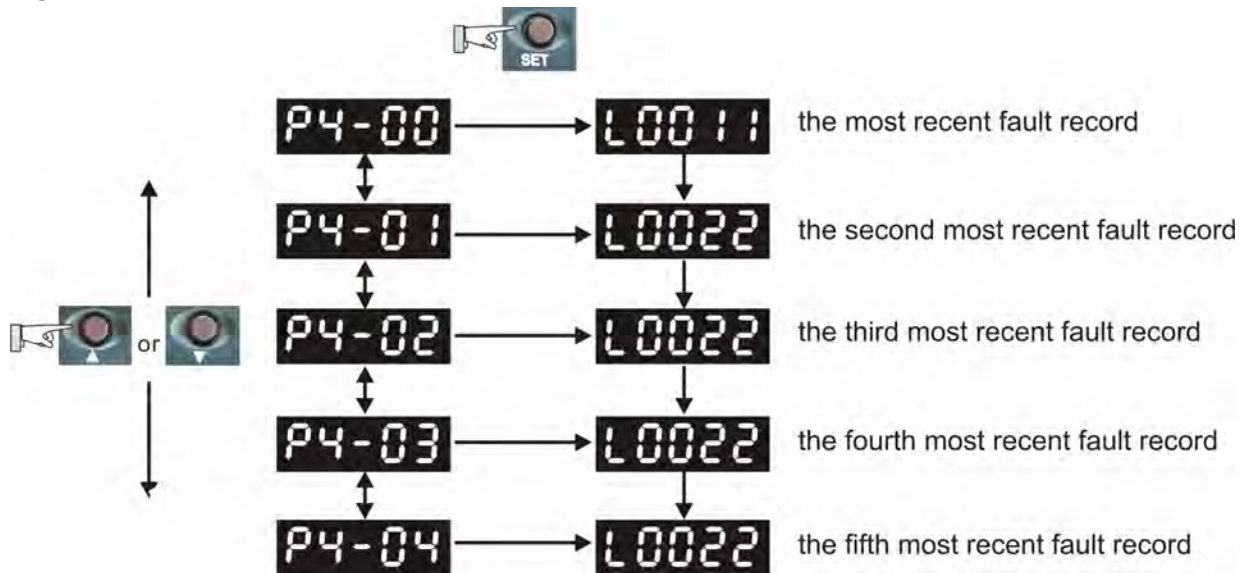 SET
P4-00 L0011 the most recent fault record
P4-01 L0022 the second most recent fault record
P4-02 L0022 the third most recent fault record
or
P4-03 L0022 the fourth most recent fault record
P4-04 L0022 the fifth most recent fault record